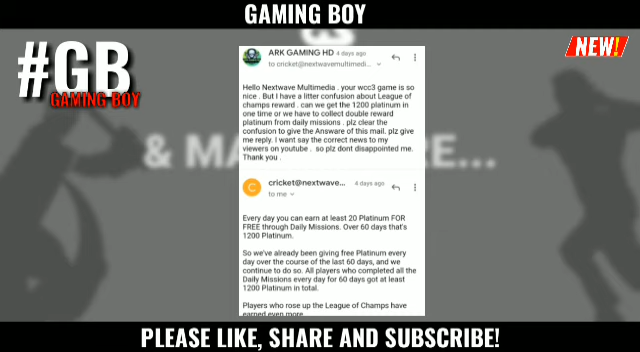 GAMING BOY
#GB
GAMING BOY
NEW!
ARK GAMING HD 4 days ago
to cricket@nextwavemultimedi...
Hello Nextwave Multimedia . your wcc3 game is so
nice . But I have a litter confusion about League of
champs reward . can we get the 1200 platinum in
one time or we have to collect double reward
platinum from daily missions . plz clear the
confusion to give the Answare of this mail. plz give
me reply. I want say the correct news to my
viewers on youtube . so plz dont disappointed me.
Thank you .
& MA
RE...
C
cricket@nextwave... 4 days ago
to me
Every day you can earn at least 20 Platinum FOR
FREE through Daily Missions. Over 60 days that's
1200 Platinum.
So we've already been giving free Platinum every
day over the course of the last 60 days, and we
continue to do so. All players who completed all the
Daily Missions every day for 60 days got at least
1200 Platinum in total.
Players who rose up the League of Champs have
earned even more
PLEASE LIKE, SHARE AND SUBSCRIBE!